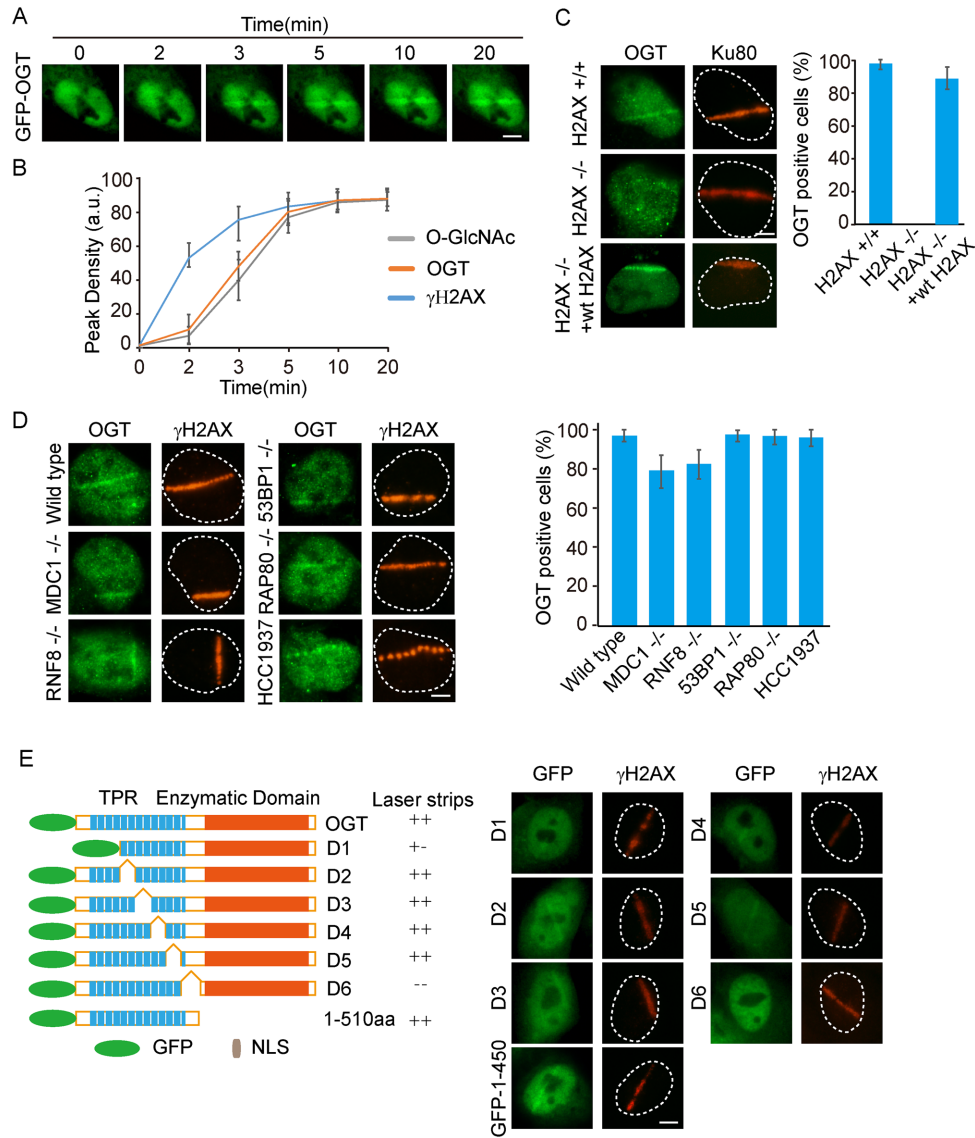 A
Time(min)
0 2 3 5 10 20
GFP-OGT
B
Peak Density (a.u.)
100
80
60
40
20
0
O-GlcNAc
OGT
γH2AX
0 2 3 5 10 20
Time(min)
C
OGT Ku80
H2AX +/+
H2AX -/-
H2AX -/-
+wt H2AX
OGT positive cells (%)
100
80
60
40
20
0
H2AX +/+
H2AX -/-
H2AX -/-
+wt H2AX
D
OGT γH2AX OGT γH2AX
Wild type
MDC1 -/-
RNF8 -/-
53BP1 -/-
RAP80 -/-
HCC1937
OGT positive cells (%)
100
80
60
40
20
0
Wild type
MDC1 -/-
RNF8 -/-
53BP1 -/-
RAP80 -/-
HCC1937
E
TPR Enzymatic Domain Laser strips
OGT ++
D1 +-
D2 ++
D3 ++
D4 ++
D5 ++
D6 --
1-510aa ++
GFP NLS
GFP γH2AX GFP γH2AX
D1
D2
D3
GFP-1-450
D4
D5
D6